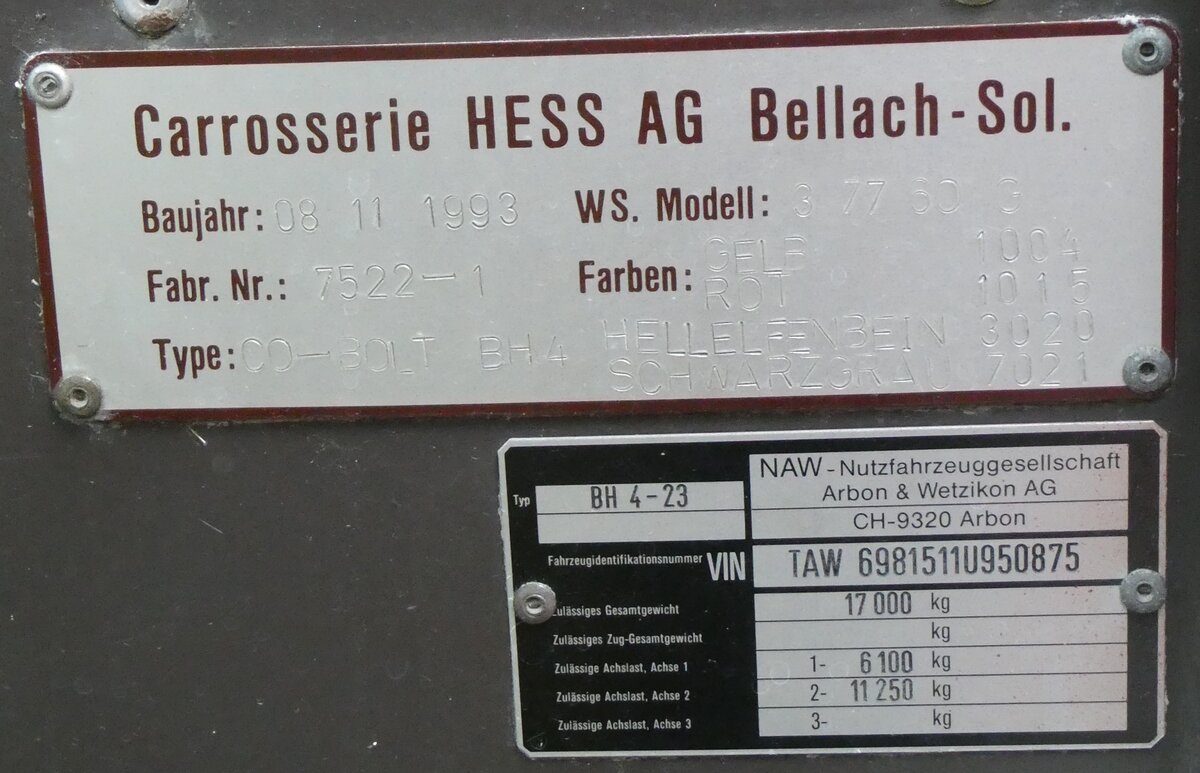 Carrosserie HESS AG Bellach-Sol.
Baujahr: 08 11 1993 WS. Modell: 3 77 60 G
Fabr. Nr.: 7522-1 Farben: GELB 1004
ROT 1015
Type: CO-BOLT BH4 HELLELFENBEIN 3020
SCHWARZGRAU 7021
NAW-Nutzfahrzeuggesellschaft
Arbon & Wetzikon AG
CH-9320 Arbon
Typ BH 4-23
Fahrzeugidentifikationsnummer VIN TAW 6981511U950875
Zulässiges Gesamtgewicht 17 000 kg
Zulässiges Zug-Gesamtgewicht kg
Zulässige Achslast, Achse 1 1- 6 100 kg
Zulässige Achslast, Achse 2 2- 11 250 kg
Zulässige Achslast, Achse 3 3- kg